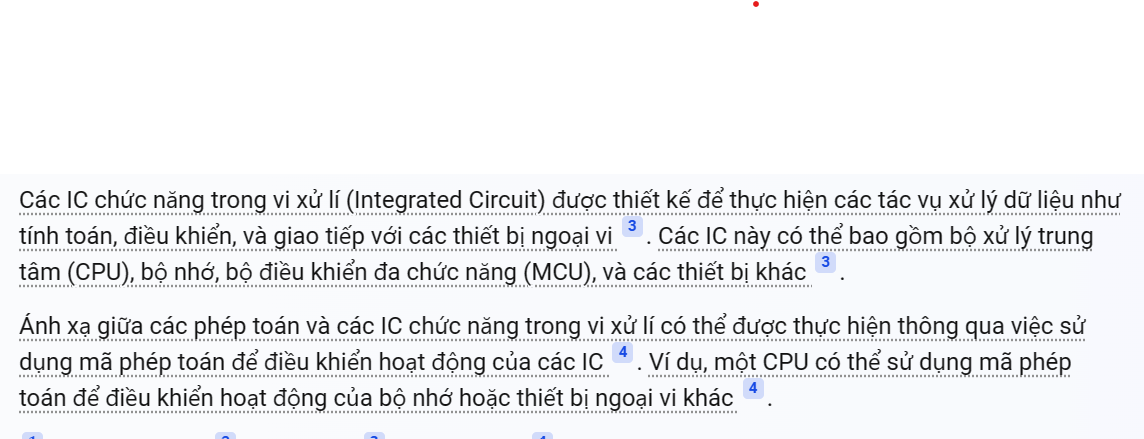 Các IC chức năng trong vi xử lí (Integrated Circuit) được thiết kế để thực hiện các tác vụ xử lý dữ liệu như
tính toán, điều khiển, và giao tiếp với các thiết bị ngoại vi 3 . Các IC này có thể bao gồm bộ xử lý trung
tâm (CPU), bộ nhớ, bộ điều khiển đa chức năng (MCU), và các thiết bị khác 3 .
Ánh xạ giữa các phép toán và các IC chức năng trong vi xử lí có thể được thực hiện thông qua việc sử
dụng mã phép toán để điều khiển hoạt động của các IC 4 . Ví dụ, một CPU có thể sử dụng mã phép
toán để điều khiển hoạt động của bộ nhớ hoặc thiết bị ngoại vi khác 4 .